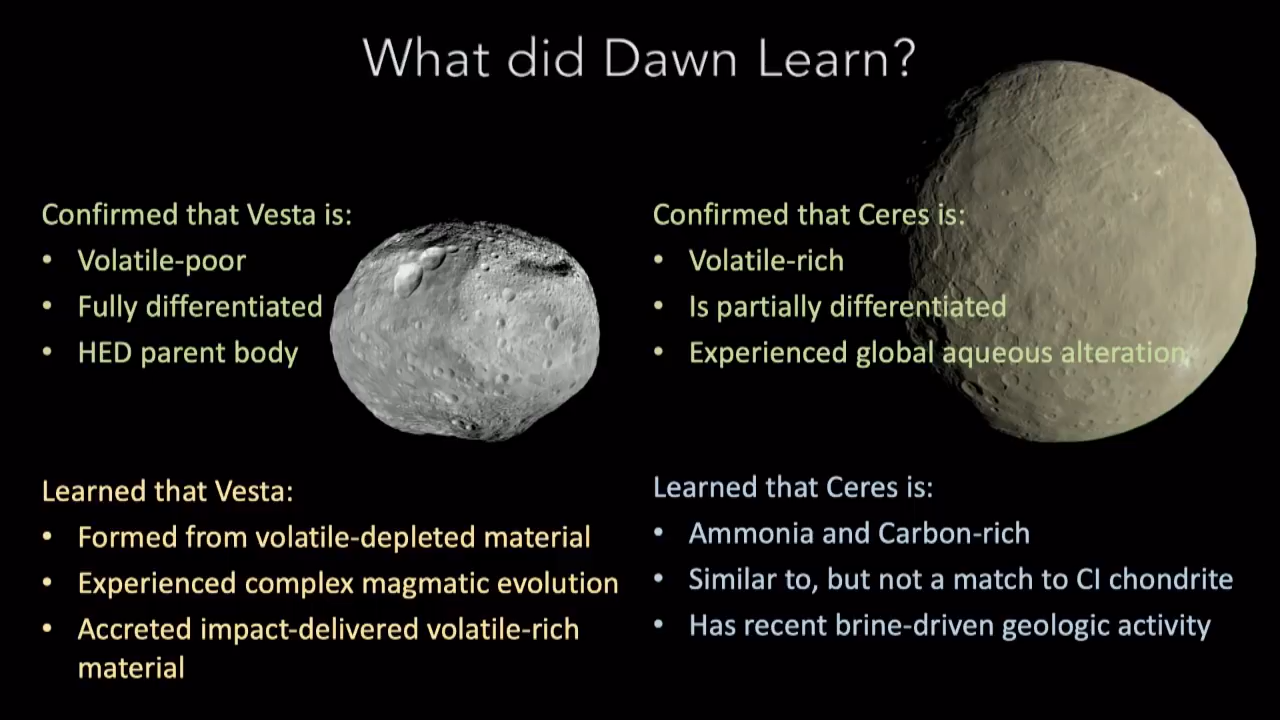 What did Dawn Learn?
Confirmed that Vesta is:
• Volatile-poor
• Fully differentiated
• HED parent body
Confirmed that Ceres is:
• Volatile-rich
• Is partially differentiated
• Experienced global aqueous alteration
Learned that Vesta:
• Formed from volatile-depleted material
• Experienced complex magmatic evolution
• Accreted impact-delivered volatile-rich
material
Learned that Ceres is:
• Ammonia and Carbon-rich
• Similar to, but not a match to CI chondrite
• Has recent brine-driven geologic activity